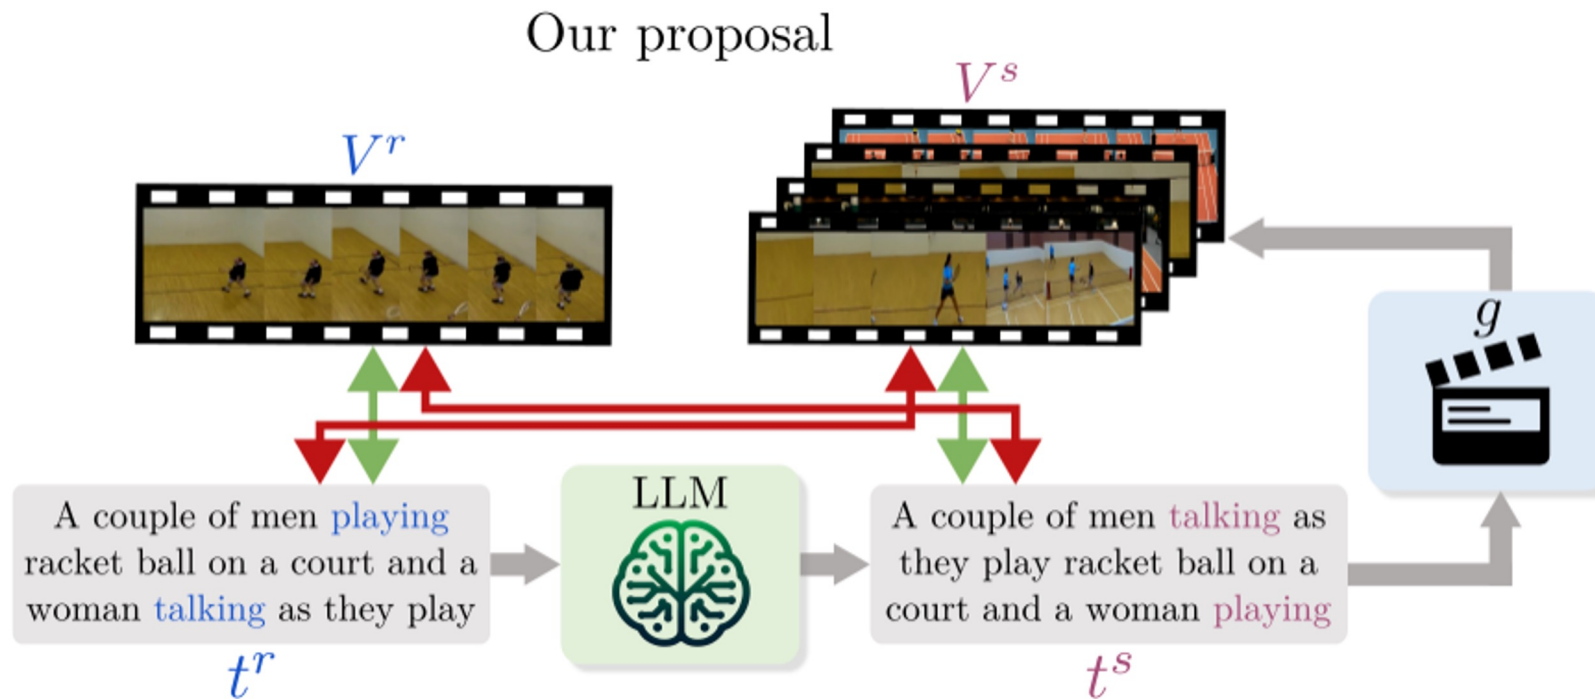 Our proposal
V^s
V^r
g
A couple of men playing
racket ball on a court and a
woman talking as they play
LLM
A couple of men talking as
they play racket ball on a
court and a woman playing
t^r
t^s